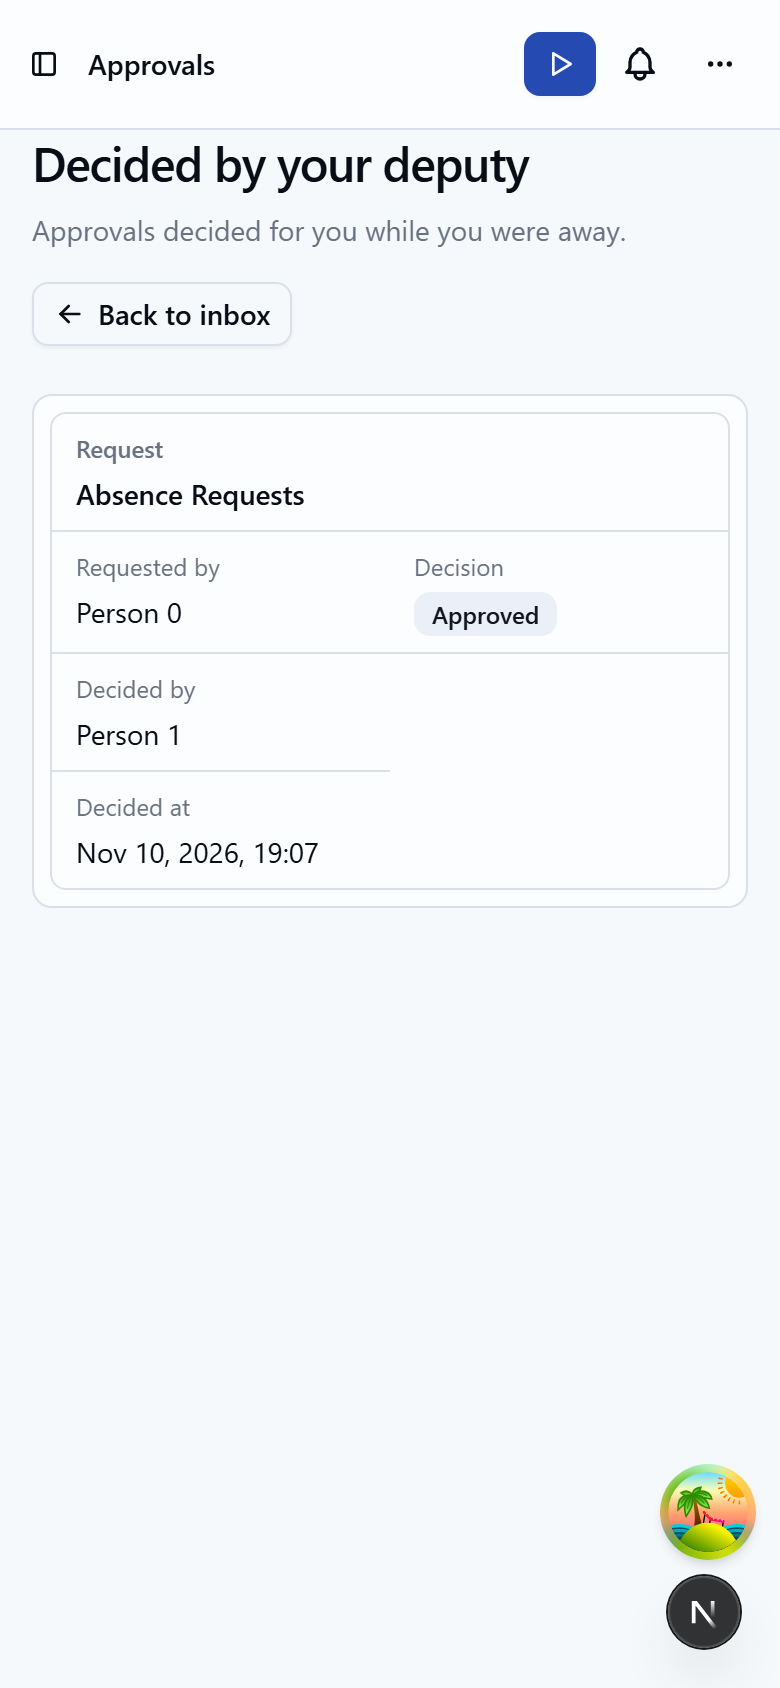 Approvals
Decided by your deputy
Approvals decided for you while you were away.
Back to inbox
Request
Absence Requests
Requested by
Person 0
Decision
Approved
Decided by
Person 1
Decided at
Nov 10, 2026, 19:07
N